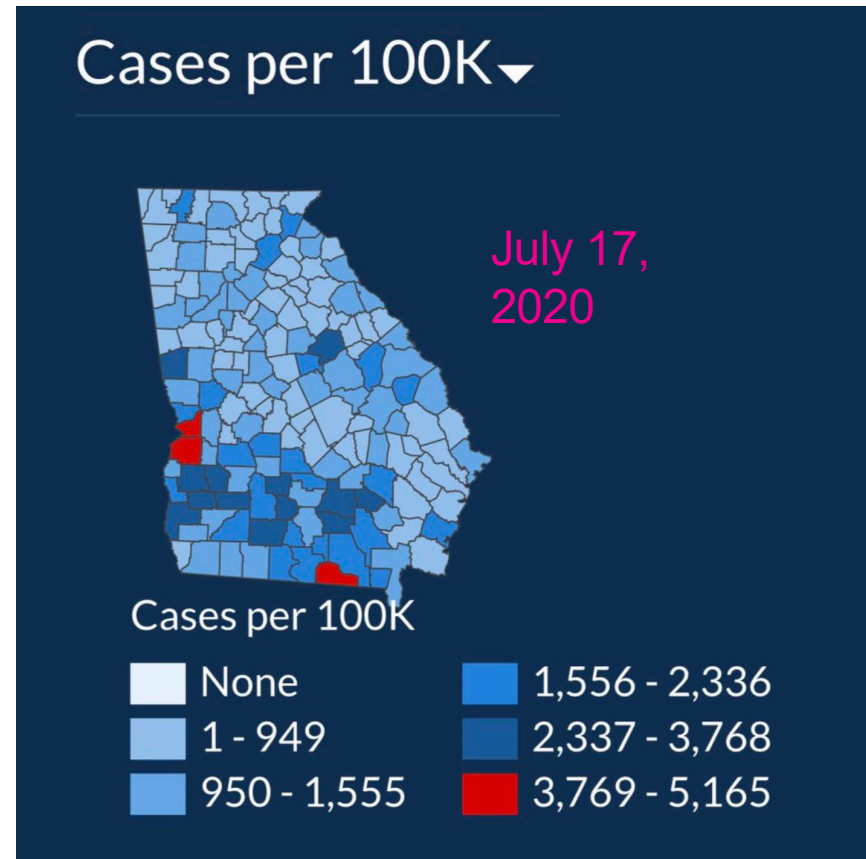 Cases per 100K
July 17,
2020
Cases per 100K
None
1 - 949
950 - 1,555
1,556 - 2,336
2,337 - 3,768
3,769 - 5,165